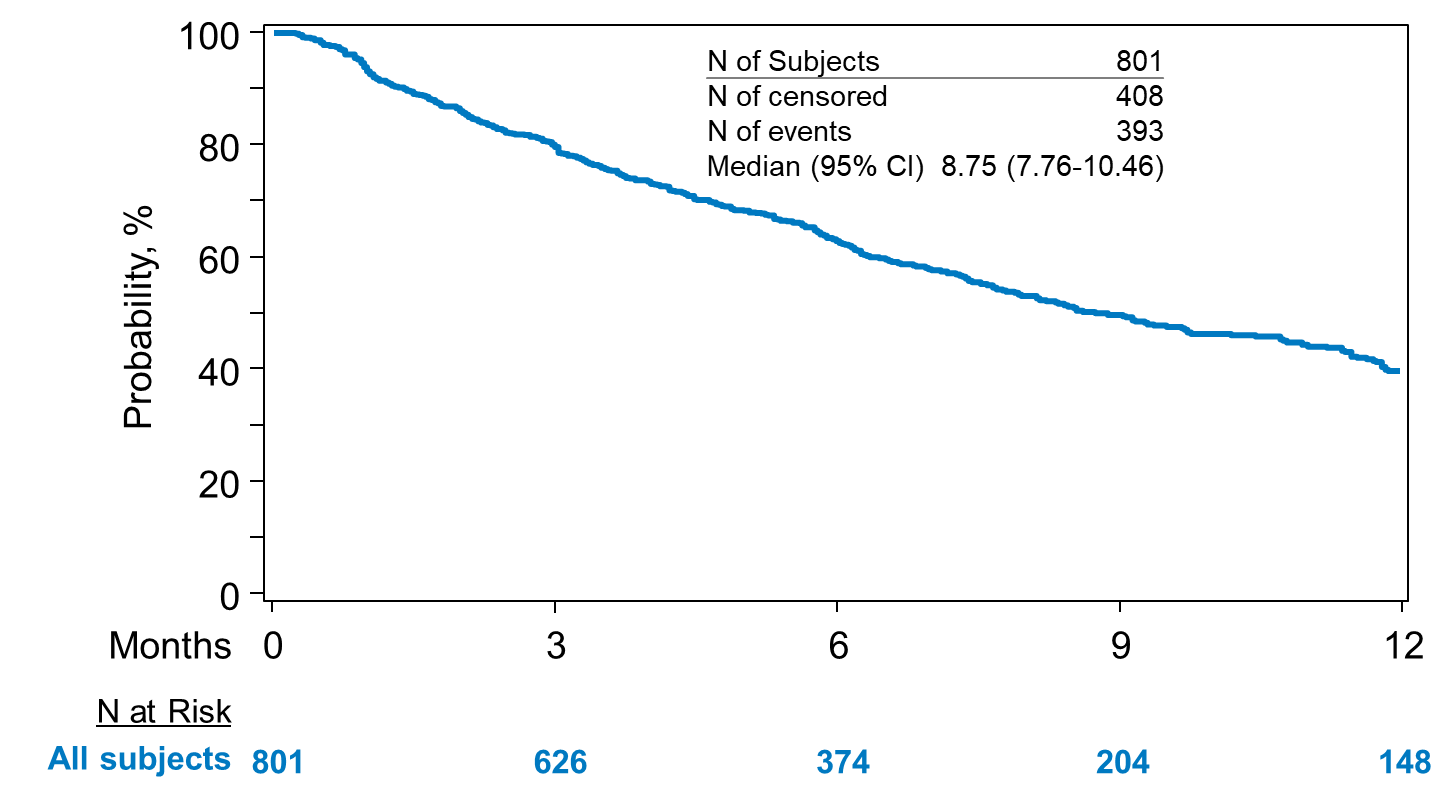 N of Subjects 801
N of censored 408
N of events 393
Median (95% CI) 8.75 (7.76-10.46)
Probability, %
100
80
60
40
20
0
Months 0 3 6 9 12
N at Risk
All subjects 801 626 374 204 148